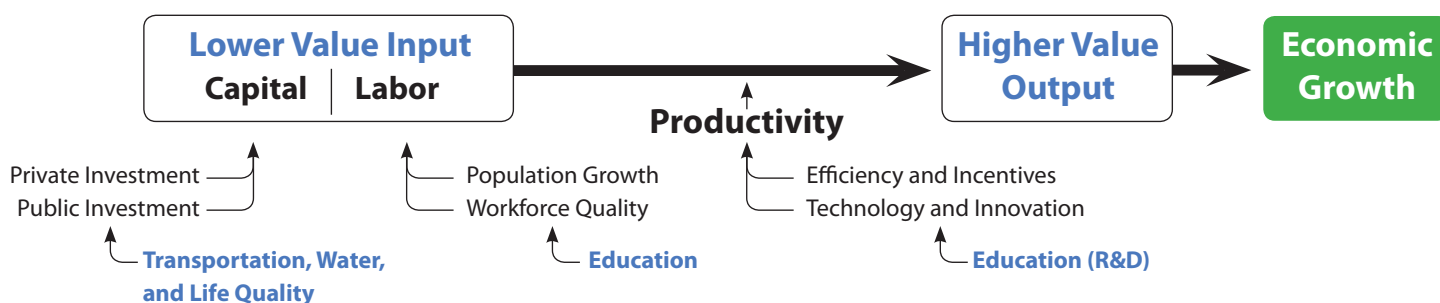 Lower Value Input
Capital | Labor
Higher Value
Output
Economic
Growth
Productivity
Private Investment
Public Investment
Population Growth
Workforce Quality
Efficiency and Incentives
Technology and Innovation
Transportation, Water,
and Life Quality
Education
Education (R&D)